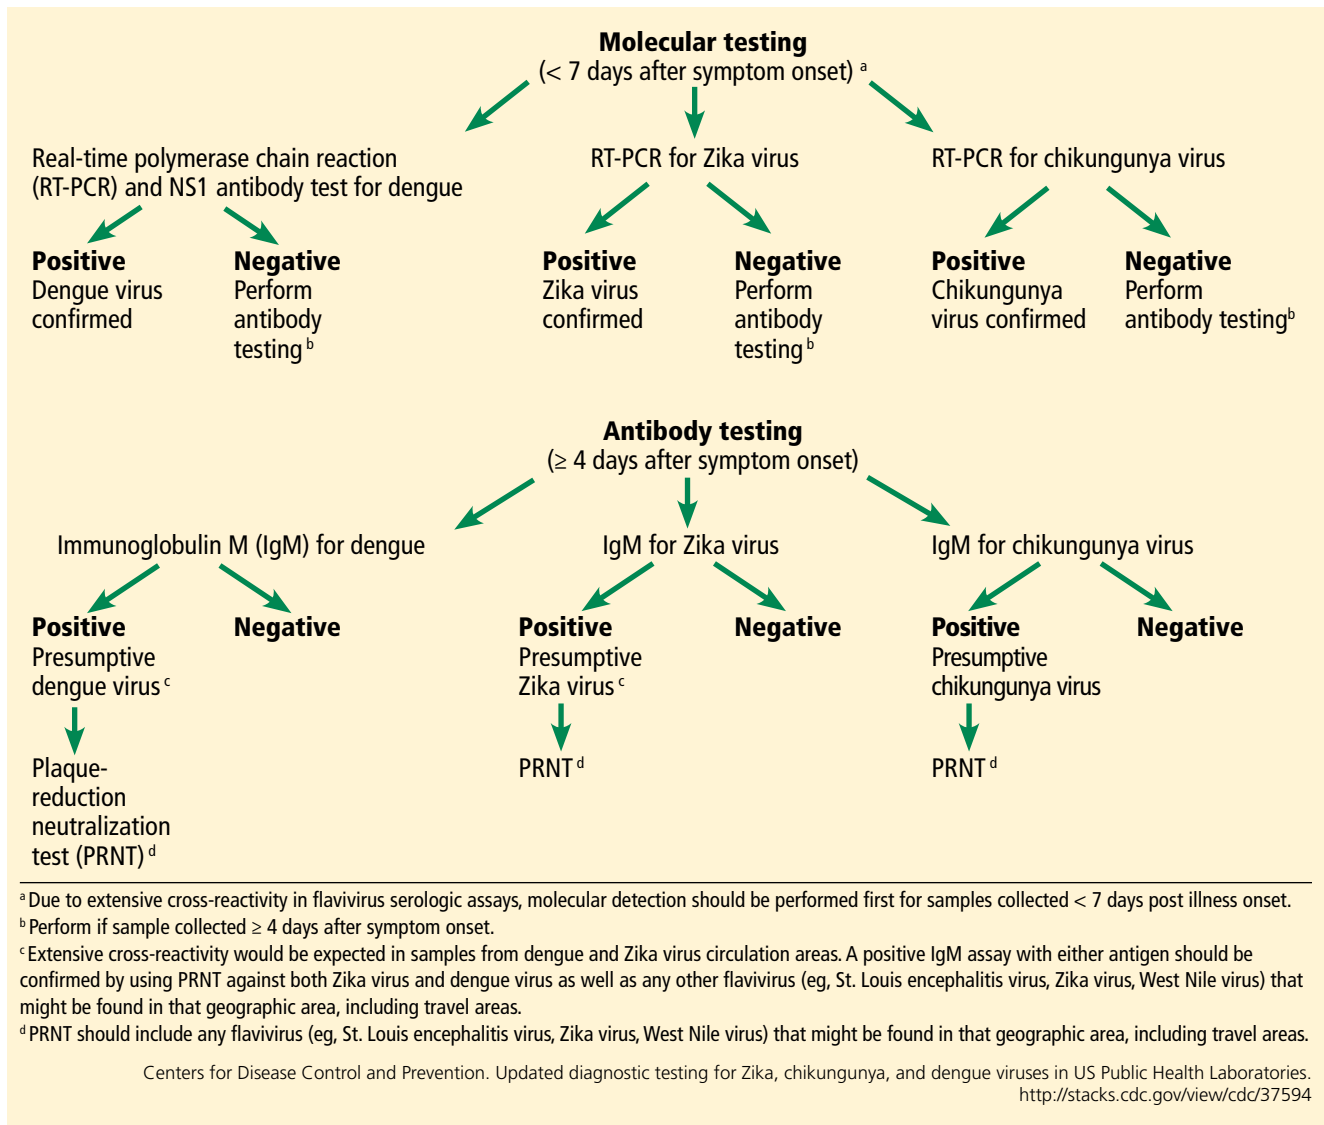 Molecular testing
(< 7 days after symptom onset) a
Real-time polymerase chain reaction
(RT-PCR) and NS1 antibody test for dengue
RT-PCR for Zika virus
RT-PCR for chikungunya virus
Positive
Dengue virus
confirmed
Negative
Perform
antibody
testing b
Positive
Zika virus
confirmed
Negative
Perform
antibody
testing b
Positive
Chikungunya
virus confirmed
Negative
Perform
antibody testing b
Antibody testing
(≥ 4 days after symptom onset)
Immunoglobulin M (IgM) for dengue
IgM for Zika virus
IgM for chikungunya virus
Positive
Presumptive
dengue virus c
Negative
Positive
Presumptive
Zika virus c
Negative
Positive
Presumptive
chikungunya virus
Negative
Plaque-
reduction
neutralization
test (PRNT) d
PRNT d
PRNT d
a Due to extensive cross-reactivity in flavivirus serologic assays, molecular detection should be performed first for samples collected < 7 days post illness onset.
b Perform if sample collected ≥ 4 days after symptom onset.
c Extensive cross-reactivity would be expected in samples from dengue and Zika virus circulation areas. A positive IgM assay with either antigen should be
confirmed by using PRNT against both Zika virus and dengue virus as well as any other flavivirus (eg, St. Louis encephalitis virus, Zika virus, West Nile virus) that
might be found in that geographic area, including travel areas.
d PRNT should include any flavivirus (eg, St. Louis encephalitis virus, Zika virus, West Nile virus) that might be found in that geographic area, including travel areas.
Centers for Disease Control and Prevention. Updated diagnostic testing for Zika, chikungunya, and dengue viruses in US Public Health Laboratories.
http://stacks.cdc.gov/view/cdc/37594